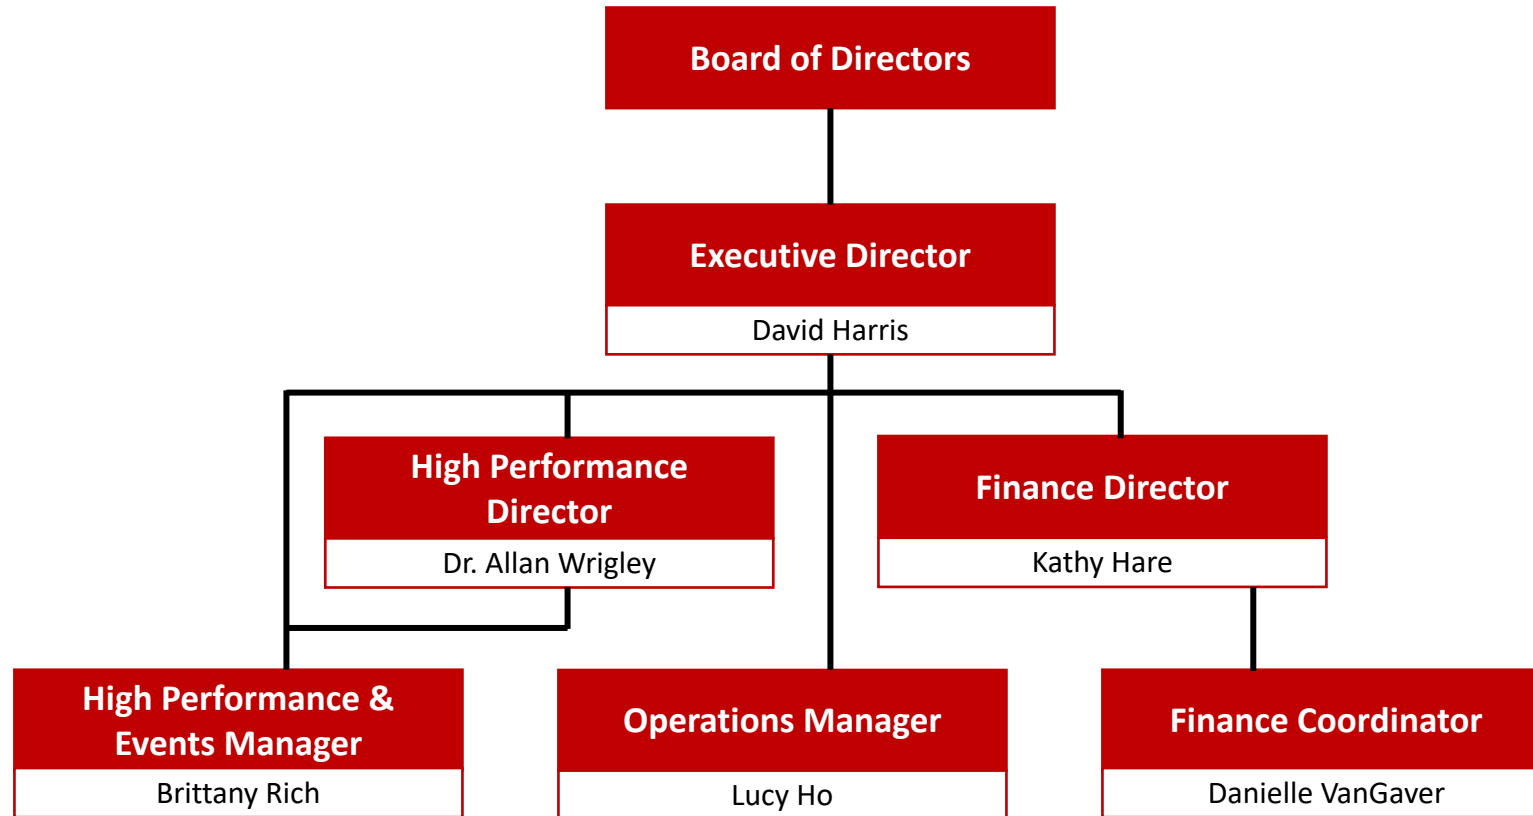 Board of Directors
Executive Director
David Harris
High Performance
Director
Dr. Allan Wrigley
Finance Director
Kathy Hare
High Performance &
Events Manager
Brittany Rich
Operations Manager
Lucy Ho
Finance Coordinator
Danielle VanGaver